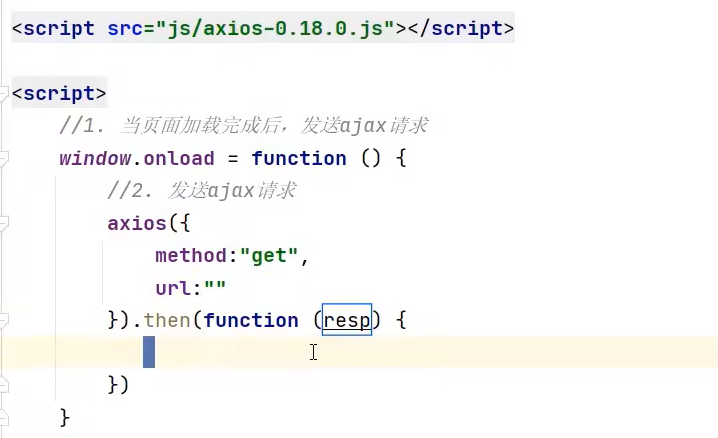 <script src="js/axios-0.18.0.js"></script>
<script>
//1. 当页面加载完成后，发送ajax请求
window.onload = function () {
//2. 发送ajax请求
axios({
method:"get",
url:""
}).then(function (resp) {
})
}